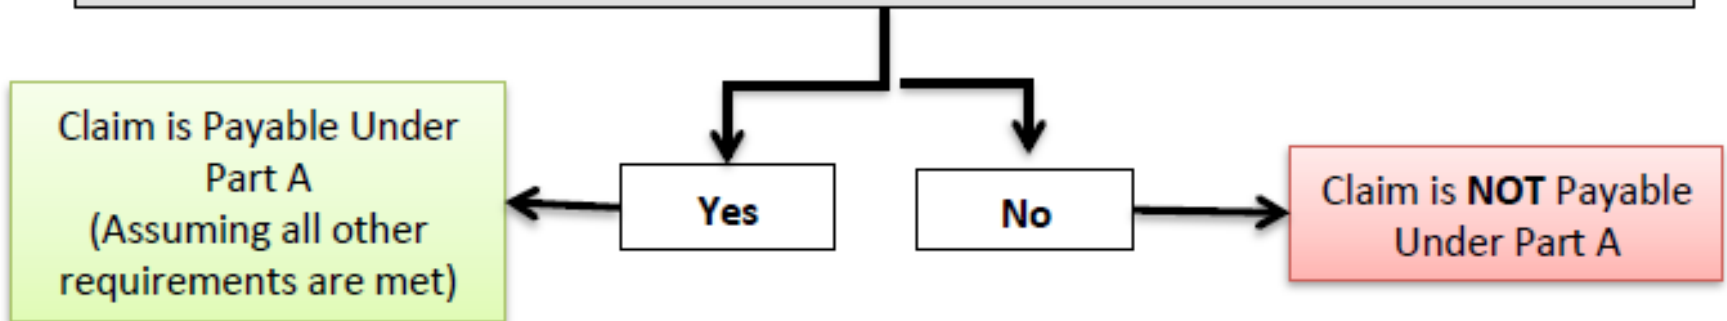 Claim is Payable Under
Part A
(Assuming all other
requirements are met)
Yes
No
Claim is NOT Payable
Under Part A